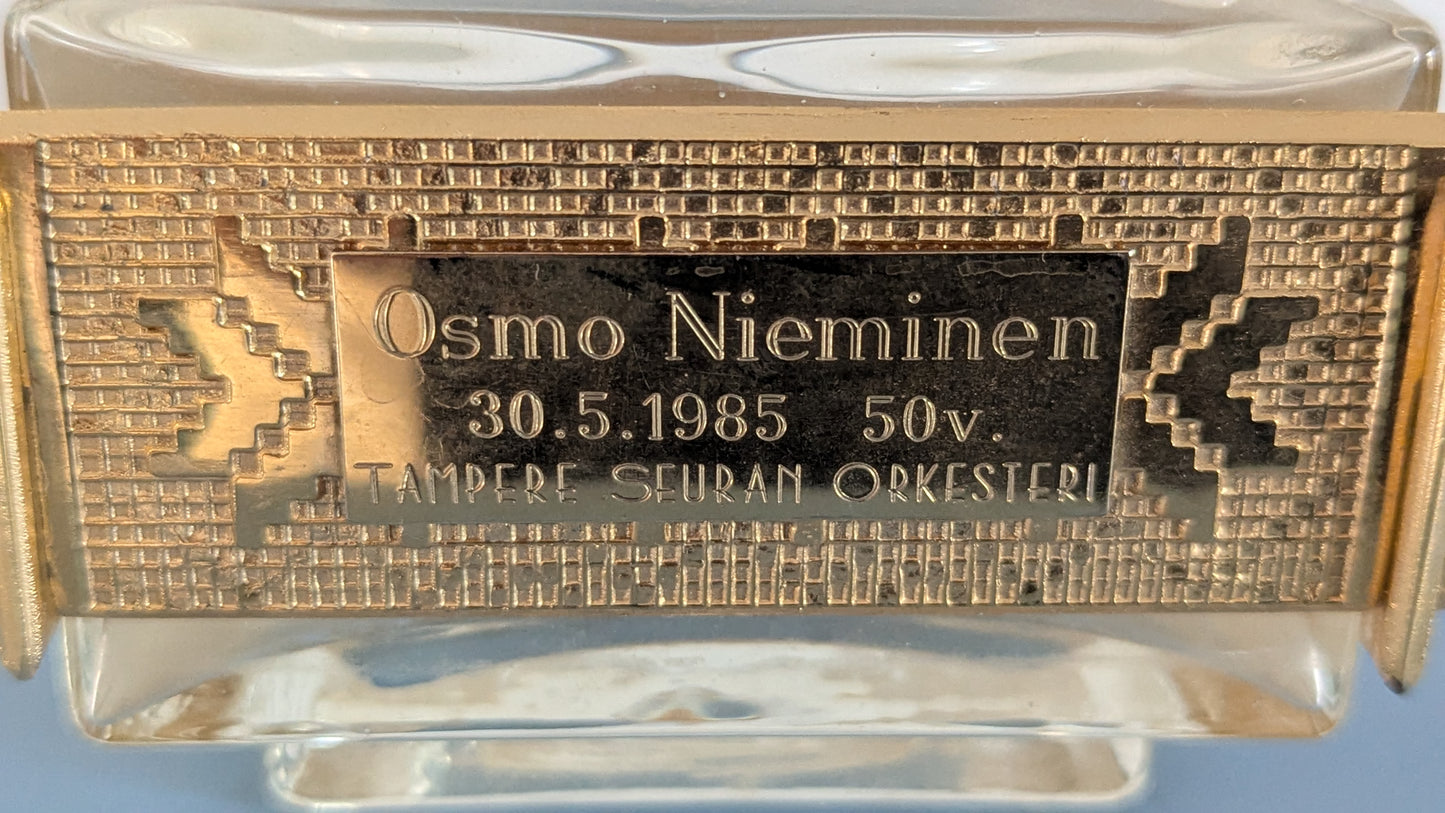 Osmo Nieminen
30.5.1985 50v.
TAMPERE SEURAN ORKESTERI